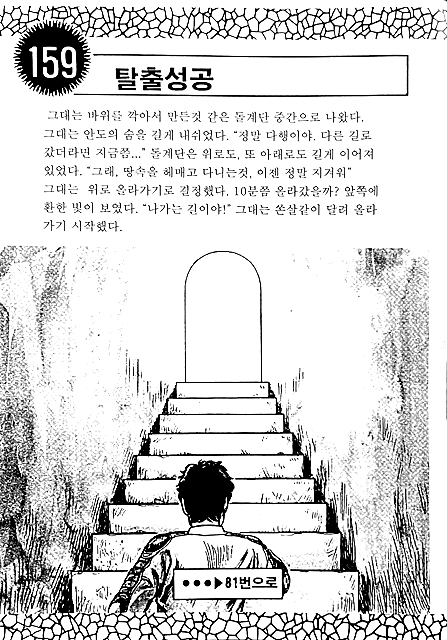 159
탈출성공
그대는 바위를 깍아서 만든것 같은 돌계단 중간으로 나왔다.
그대는 안도의 숨을 길게 내쉬었다. “정말 다행이야. 다른 길로
갔더라면 지금쯤...” 돌계단은 위로도, 또 아래로도 길게 이어져
있었다. “그래, 땅속을 헤매고 다니는것, 이젠 정말 지겨워”
그대는 위로 올라가기로 결정했다. 10분쯤 올라갔을까? 앞쪽에
환한 빛이 보였다. “나가는 길이야!” 그대는 쏜살같이 달려 올라
가기 시작했다.
●●●▶81번으로